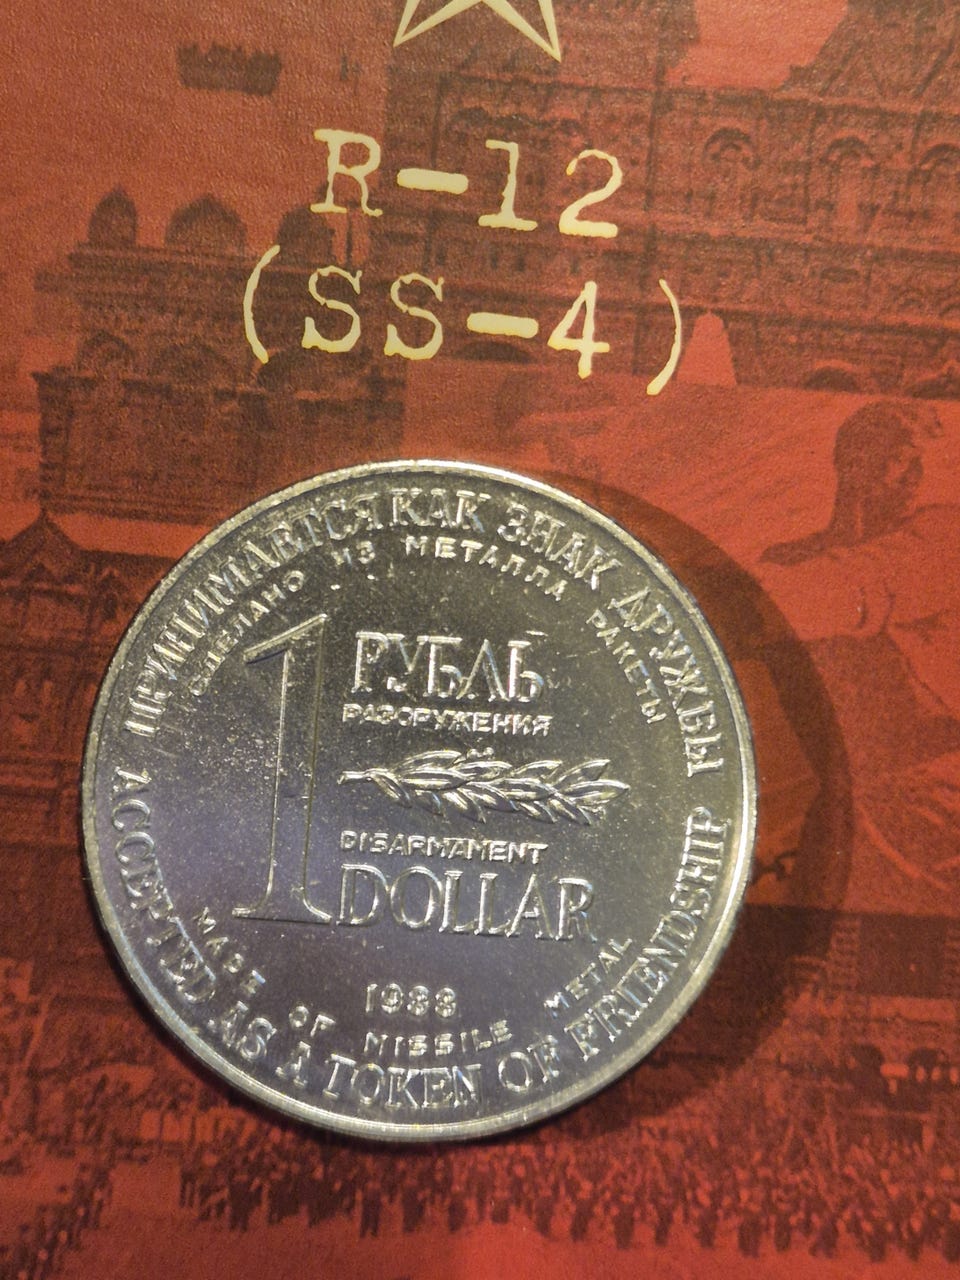 R-12
(SS-4)
ПРИНИМАЕТСЯ КАК ЗНАК ДРУЖБЫ
СДЕЛАНО ИЗ МЕТАЛЛА РАКЕТЫ
1
РУБЛЬ
РАЗОРУЖЕНИЯ
DISARMAMENT
DOLLAR
1988
MADE OF MISSILE METAL
ACCEPTED AS A TOKEN OF FRIENDSHIP